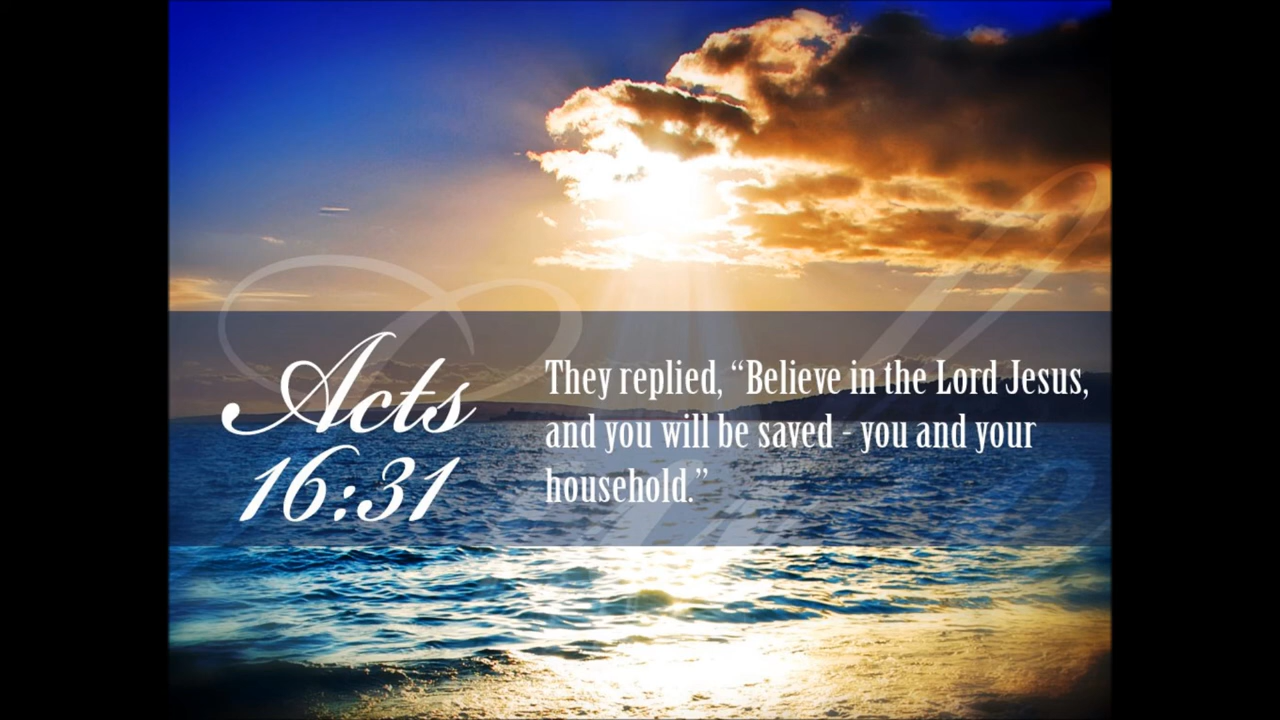 Acts
16:31
They replied, “Believe in the Lord Jesus,
and you will be saved - you and your
household.”